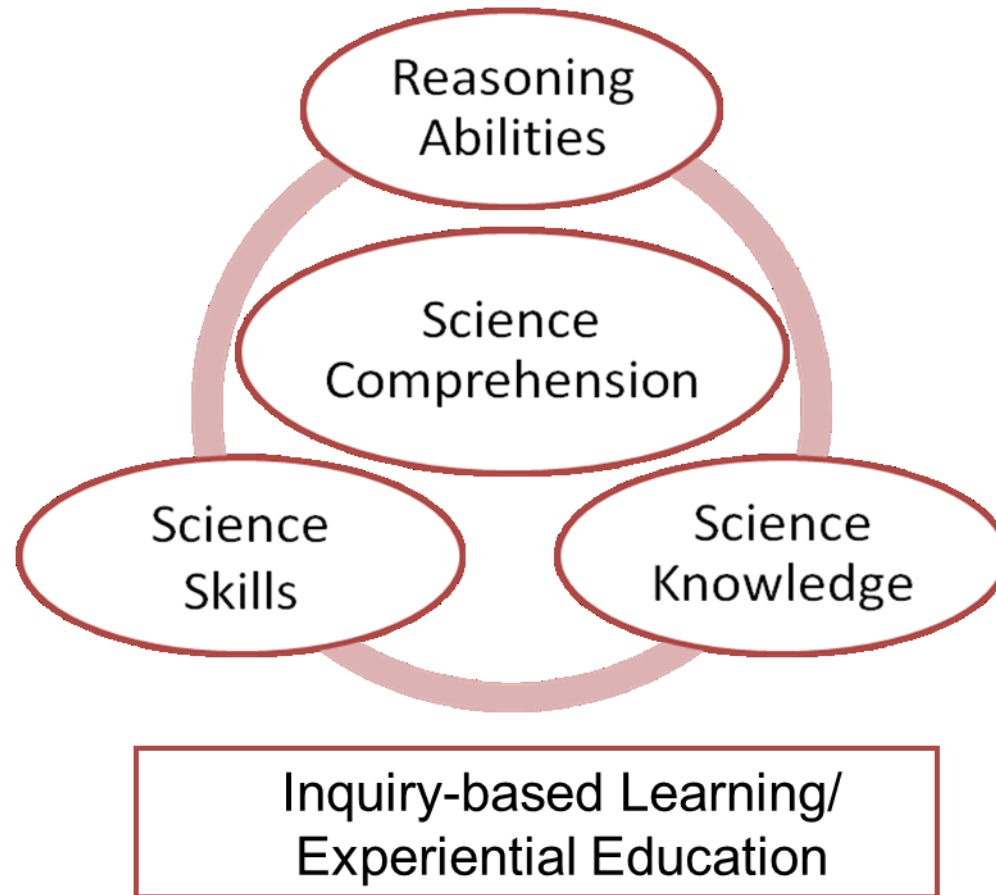 Reasoning
Abilities
Science
Comprehension
Science
Skills
Science
Knowledge
Inquiry-based Learning/
Experiential Education